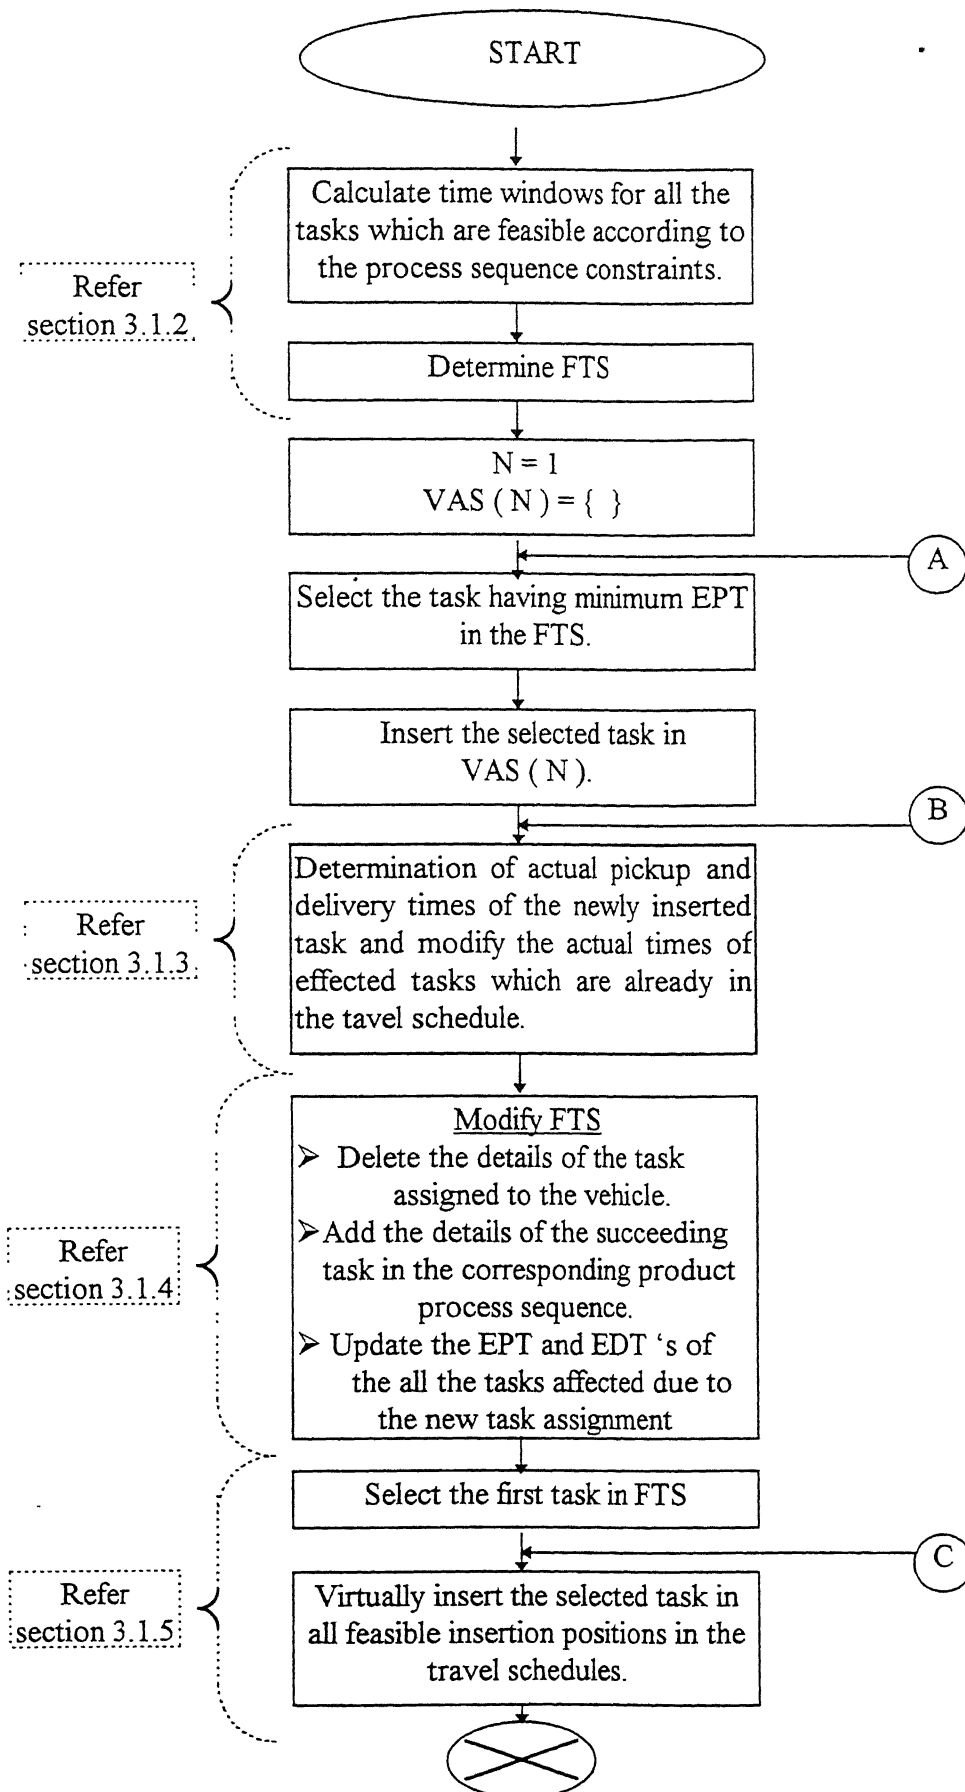 START
Calculate time windows for all the
tasks which are feasible according to
the process sequence constraints.
Refer
section 3.1.2
Determine FTS
N = 1
VAS ( N ) = {  }
A
Select the task having minimum EPT
in the FTS.
Insert the selected task in
VAS ( N ).
B
Determination of actual pickup and
delivery times of the newly inserted
task and modify the actual times of
effected tasks which are already in
the tavel schedule.
Refer
section 3.1.3
Modify FTS
➢ Delete the details of the task
assigned to the vehicle.
➢ Add the details of the succeeding
task in the corresponding product
process sequence.
➢ Update the EPT and EDT ‘s of
the all the tasks affected due to
the new task assignment
Refer
section 3.1.4
Select the first task in FTS
C
Virtually insert the selected task in
all feasible insertion positions in the
travel schedules.
Refer
section 3.1.5